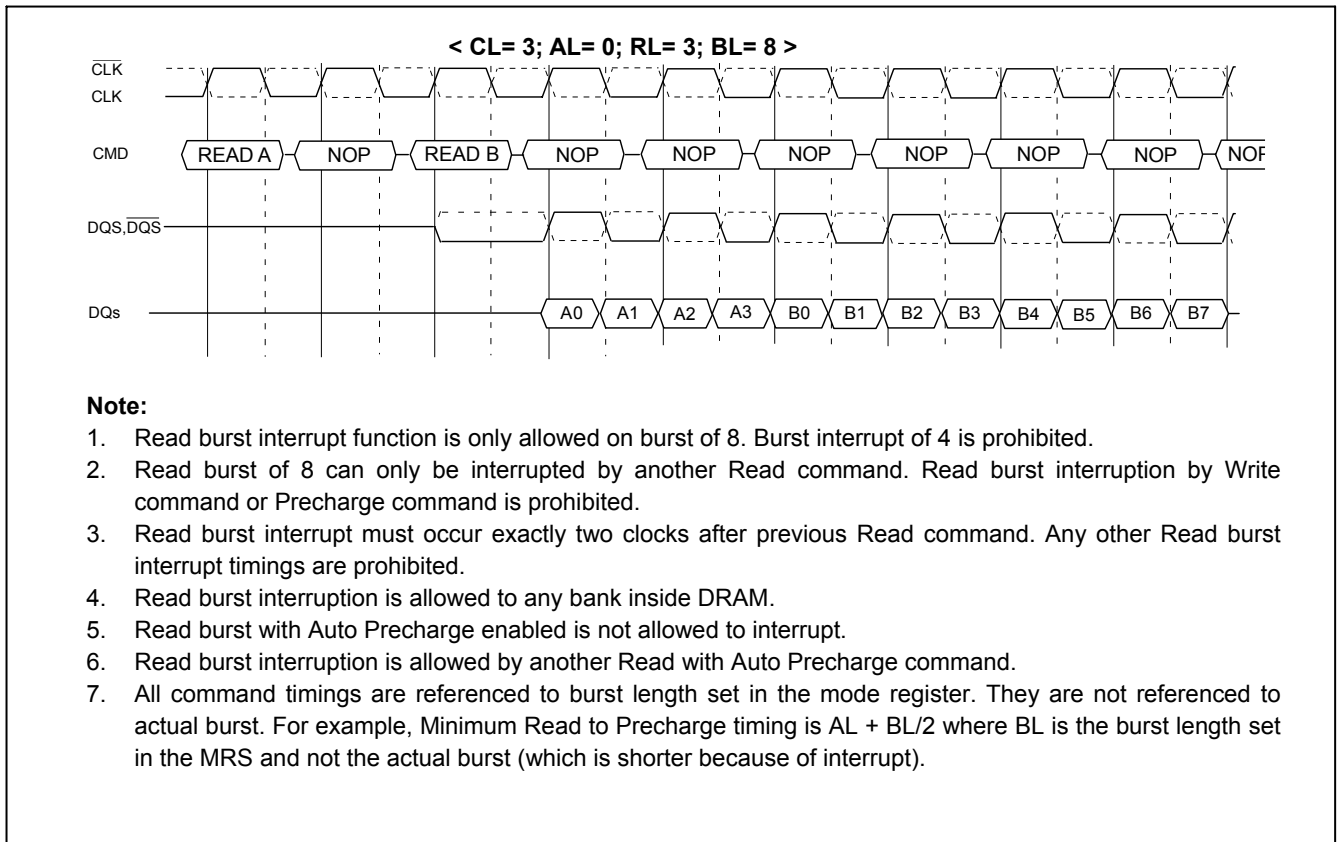 < CL= 3; AL= 0; RL= 3; BL= 8 >
CLK
CLK
CMD READ A NOP READ B NOP NOP NOP NOP NOP NOP NOP
DQS,DQS
DQs A0 A1 A2 A3 B0 B1 B2 B3 B4 B5 B6 B7
Note:
1. Read burst interrupt function is only allowed on burst of 8. Burst interrupt of 4 is prohibited.
2. Read burst of 8 can only be interrupted by another Read command. Read burst interruption by Write
command or Precharge command is prohibited.
3. Read burst interrupt must occur exactly two clocks after previous Read command. Any other Read burst
interrupt timings are prohibited.
4. Read burst interruption is allowed to any bank inside DRAM.
5. Read burst with Auto Precharge enabled is not allowed to interrupt.
6. Read burst interruption is allowed by another Read with Auto Precharge command.
7. All command timings are referenced to burst length set in the mode register. They are not referenced to
actual burst. For example, Minimum Read to Precharge timing is AL + BL/2 where BL is the burst length set
in the MRS and not the actual burst (which is shorter because of interrupt).